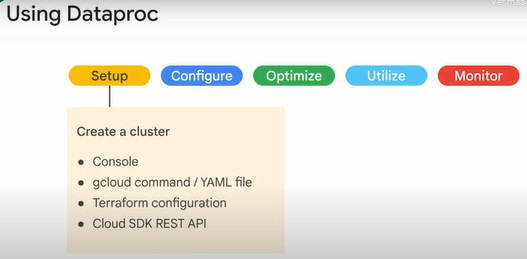 Using Dataproc
Setup
Configure
Optimize
Utilize
Monitor
Create a cluster
● Console
● gcloud command / YAML file
● Terraform configuration
● Cloud SDK REST API